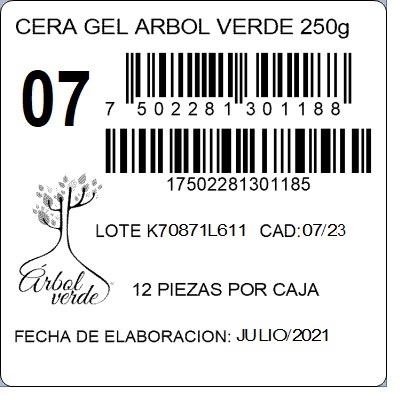 CERA GEL ARBOL VERDE 250g
07
7 502281 301188
17502281301185
LOTE K70871L611 CAD:07/23
Árbol
verde
12 PIEZAS POR CAJA
FECHA DE ELABORACION: JULIO/2021